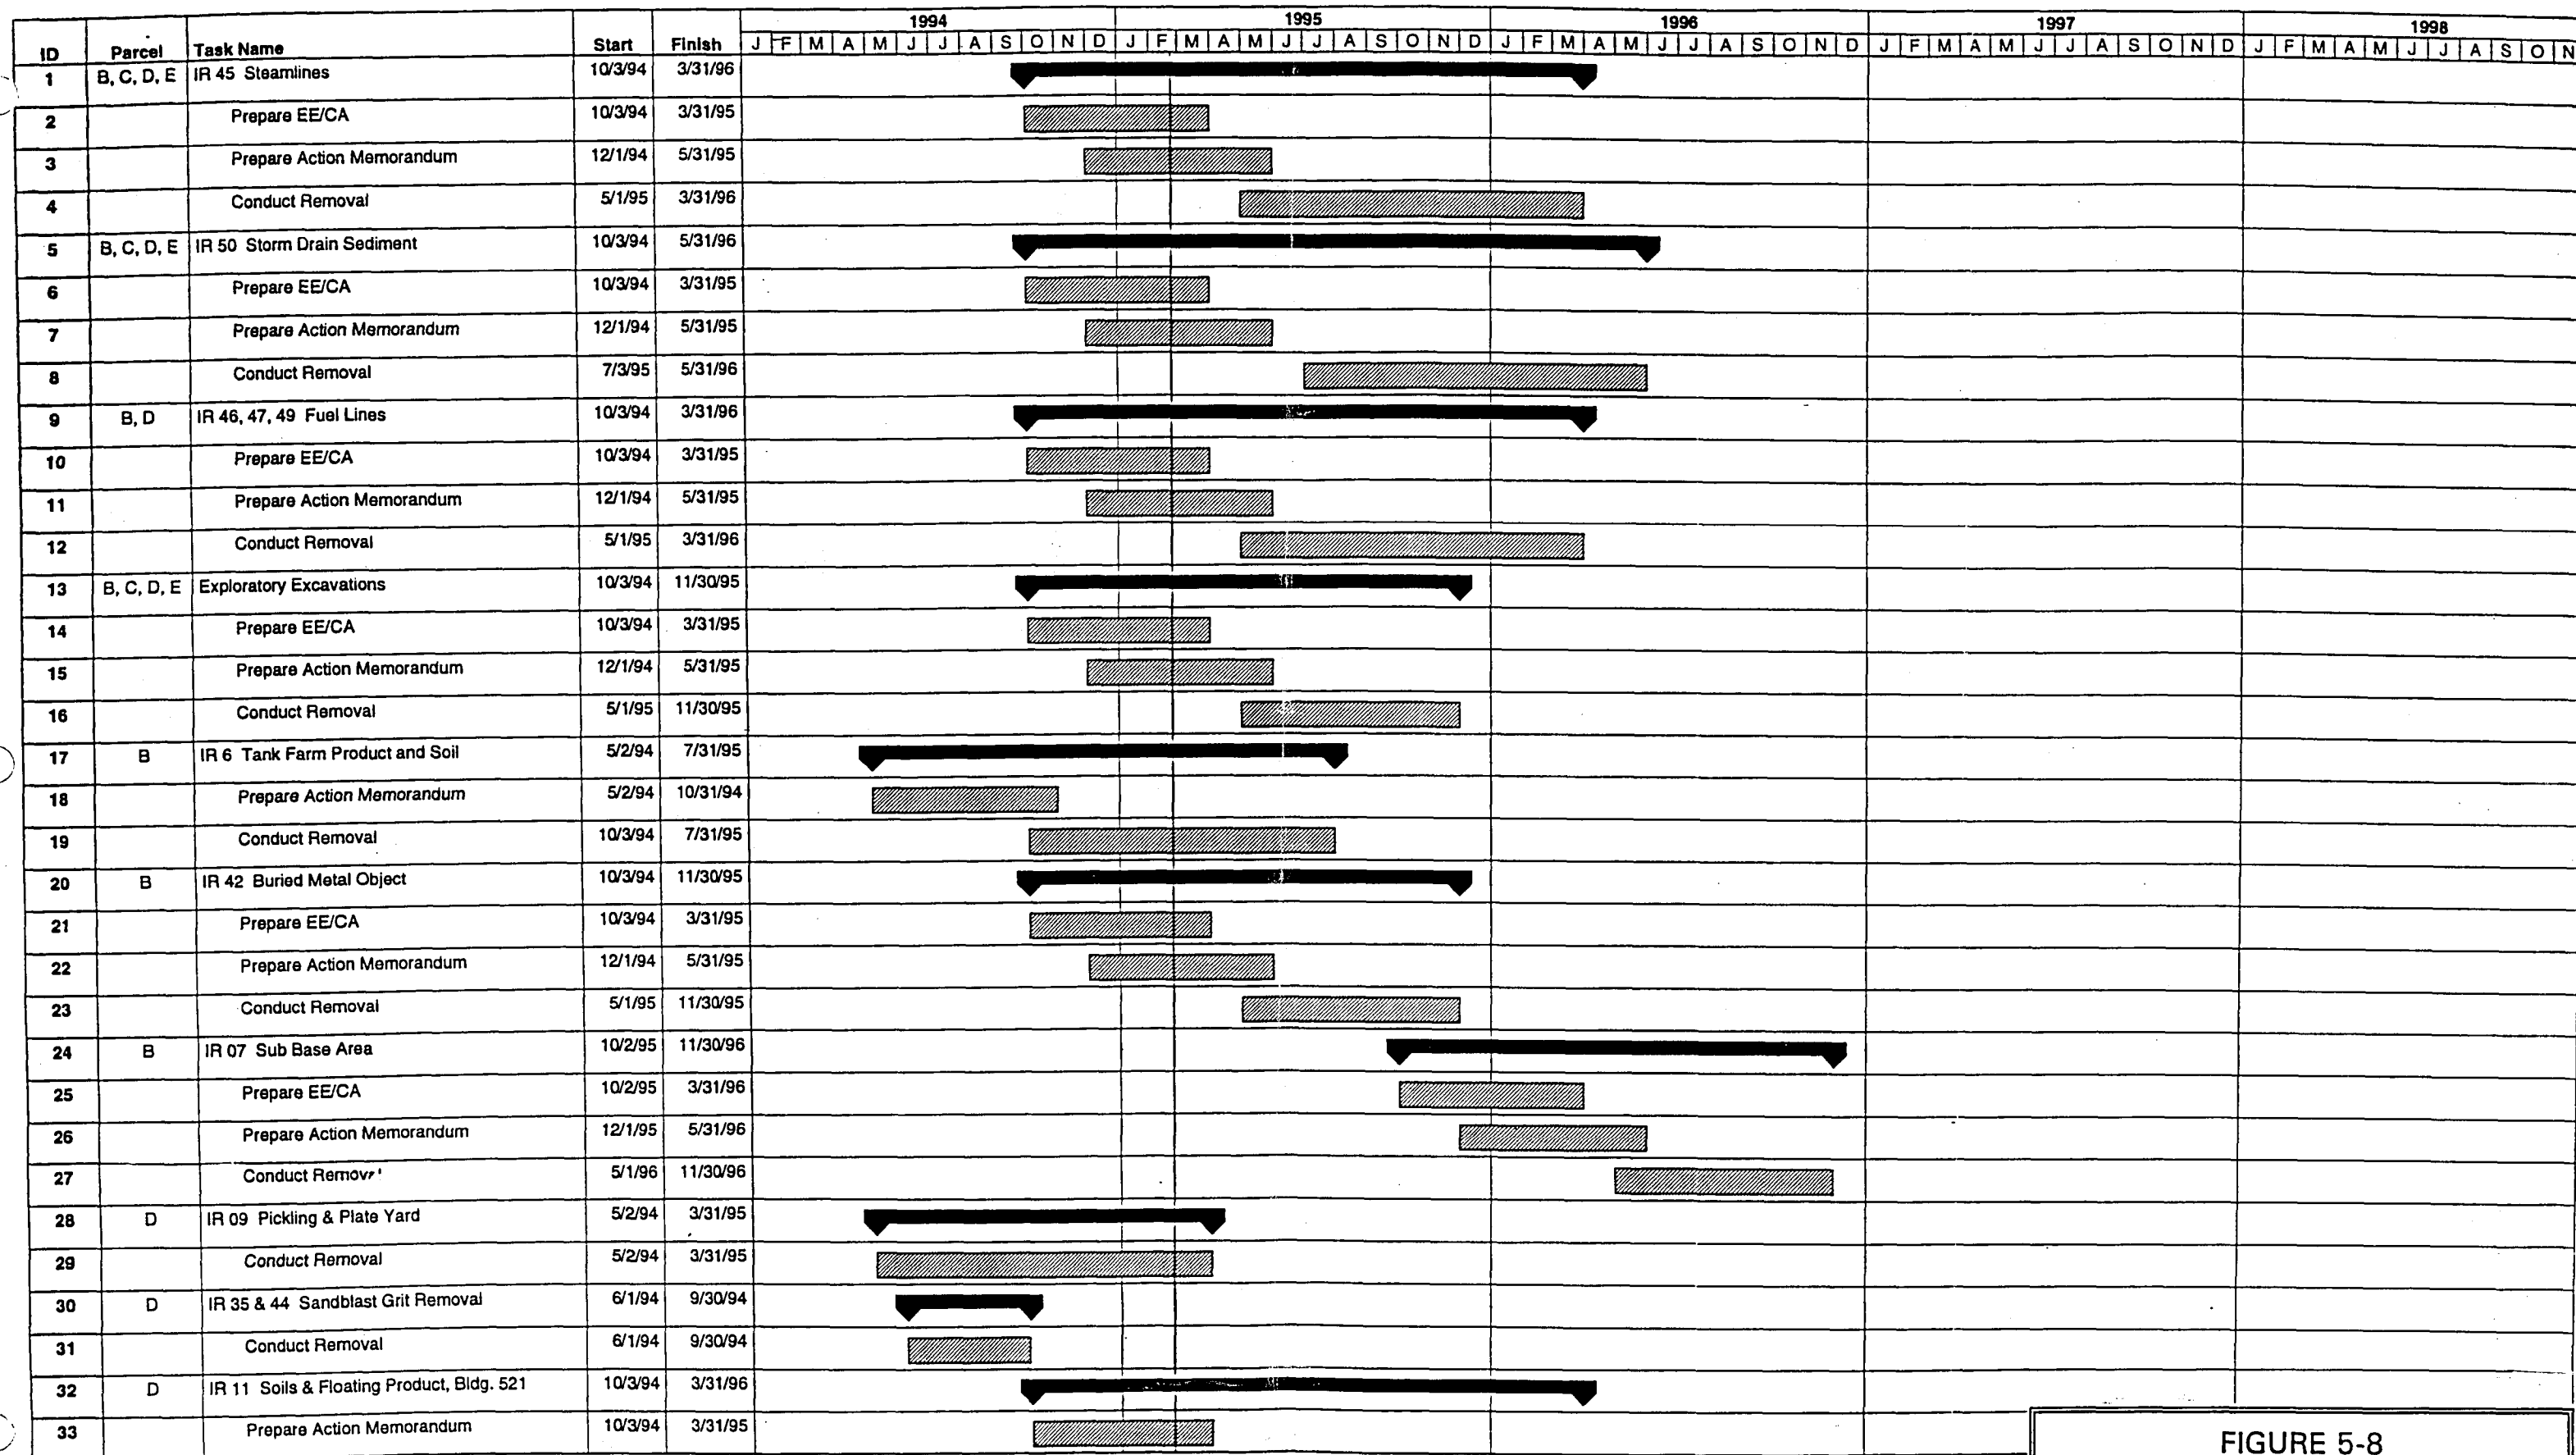 1994 1995 1996 1997 1998
ID Parcel Task Name Start Finish J F M A M J J A S O N D J F M A M J J A S O N D J F M A M J J A S O N D J F M A M J J A S O N D J F M A M J J A S O N
1 B, C, D, E IR 45 Steamlines 10/3/94 3/31/96
2 Prepare EE/CA 10/3/94 3/31/95
3 Prepare Action Memorandum 12/1/94 5/31/95
4 Conduct Removal 5/1/95 3/31/96
5 B, C, D, E IR 50 Storm Drain Sediment 10/3/94 5/31/96
6 Prepare EE/CA 10/3/94 3/31/95
7 Prepare Action Memorandum 12/1/94 5/31/95
8 Conduct Removal 7/3/95 5/31/96
9 B, D IR 46, 47, 49 Fuel Lines 10/3/94 3/31/96
10 Prepare EE/CA 10/3/94 3/31/95
11 Prepare Action Memorandum 12/1/94 5/31/95
12 Conduct Removal 5/1/95 3/31/96
13 B, C, D, E Exploratory Excavations 10/3/94 11/30/95
14 Prepare EE/CA 10/3/94 3/31/95
15 Prepare Action Memorandum 12/1/94 5/31/95
16 Conduct Removal 5/1/95 11/30/95
17 B IR 6 Tank Farm Product and Soil 5/2/94 7/31/95
18 Prepare Action Memorandum 5/2/94 10/31/94
19 Conduct Removal 10/3/94 7/31/95
20 B IR 42 Buried Metal Object 10/3/94 11/30/95
21 Prepare EE/CA 10/3/94 3/31/95
22 Prepare Action Memorandum 12/1/94 5/31/95
23 Conduct Removal 5/1/95 11/30/95
24 B IR 07 Sub Base Area 10/2/95 11/30/96
25 Prepare EE/CA 10/2/95 3/31/96
26 Prepare Action Memorandum 12/1/95 5/31/96
27 Conduct 5/1/96 11/30/96
28 D IR 09 Pickling & Plate Yard 5/2/94 3/31/95
29 Conduct Removal 5/2/94 3/31/95
30 D IR 35 & 44 Sandblast Grit Removal 6/1/94 9/30/94
31 Conduct Removal 6/1/94 9/30/94
32 D IR 11 Soils & Floating Product, Bldg. 521 10/3/94 3/31/96
33 Prepare Action Memorandum 10/3/94 3/31/95
FIGURE 5-8